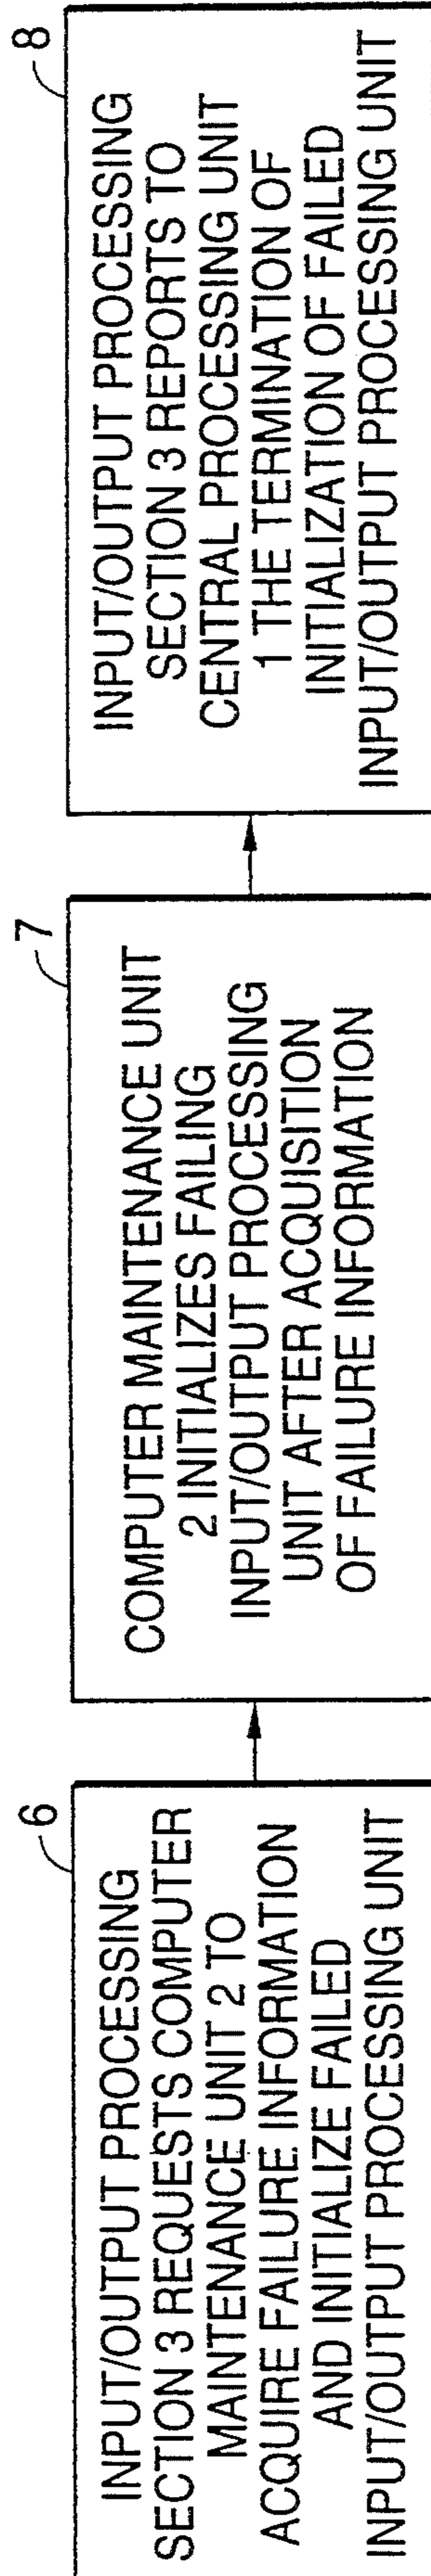 6
INPUT/OUTPUT PROCESSING
SECTION 3 REQUESTS COMPUTER
MAINTENANCE UNIT 2 TO
ACQUIRE FAILURE INFORMATION
AND INITIALIZE FAILED
INPUT/OUTPUT PROCESSING UNIT
7
COMPUTER MAINTENANCE UNIT
2 INITIALIZES FAILING
INPUT/OUTPUT PROCESSING
UNIT AFTER ACQUISITION
OF FAILURE INFORMATION
8
INPUT/OUTPUT PROCESSING
SECTION 3 REPORTS TO
CENTRAL PROCESSING UNIT
1 THE TERMINATION OF
INITIALIZATION OF FAILED
INPUT/OUTPUT PROCESSING UNIT